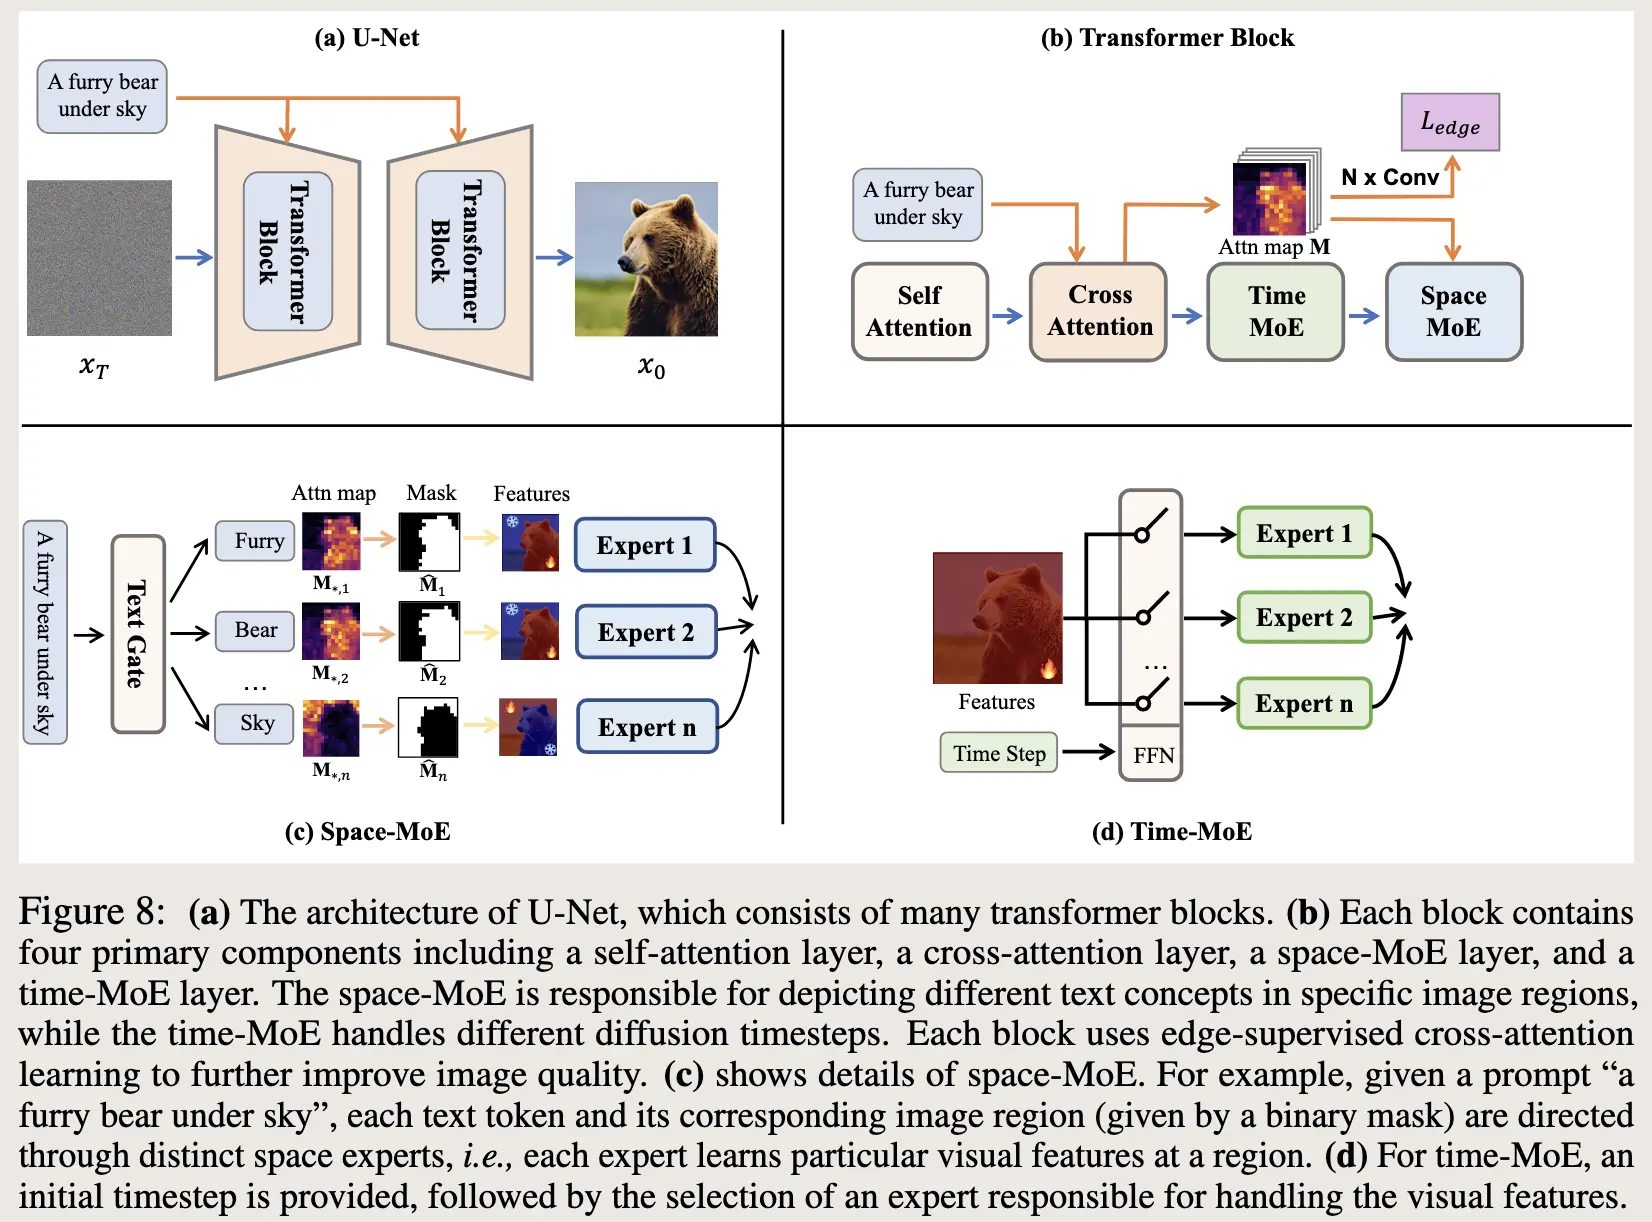 (a) U-Net
A furry bear
under sky
Transformer
Block
Transformer
Block
x_T
x_0
(b) Transformer Block
L_edge
A furry bear
under sky
N x Conv
Attn map M
Self
Attention
Cross
Attention
Time
MoE
Space
MoE
A furry bear under sky
Text Gate
Attn map
Mask
Features
Furry
M_{*,1}
M̂_1
Expert 1
Bear
M_{*,2}
M̂_2
Expert 2
...
Sky
M_{*,n}
M̂_n
Expert n
(c) Space-MoE
Features
Time Step
...
FFN
Expert 1
Expert 2
Expert n
(d) Time-MoE
Figure 8: (a) The architecture of U-Net, which consists of many transformer blocks. (b) Each block contains
four primary components including a self-attention layer, a cross-attention layer, a space-MoE layer, and a
time-MoE layer. The space-MoE is responsible for depicting different text concepts in specific image regions,
while the time-MoE handles different diffusion timesteps. Each block uses edge-supervised cross-attention
learning to further improve image quality. (c) shows details of space-MoE. For example, given a prompt “a
furry bear under sky”, each text token and its corresponding image region (given by a binary mask) are directed
through distinct space experts, i.e., each expert learns particular visual features at a region. (d) For time-MoE, an
initial timestep is provided, followed by the selection of an expert responsible for handling the visual features.